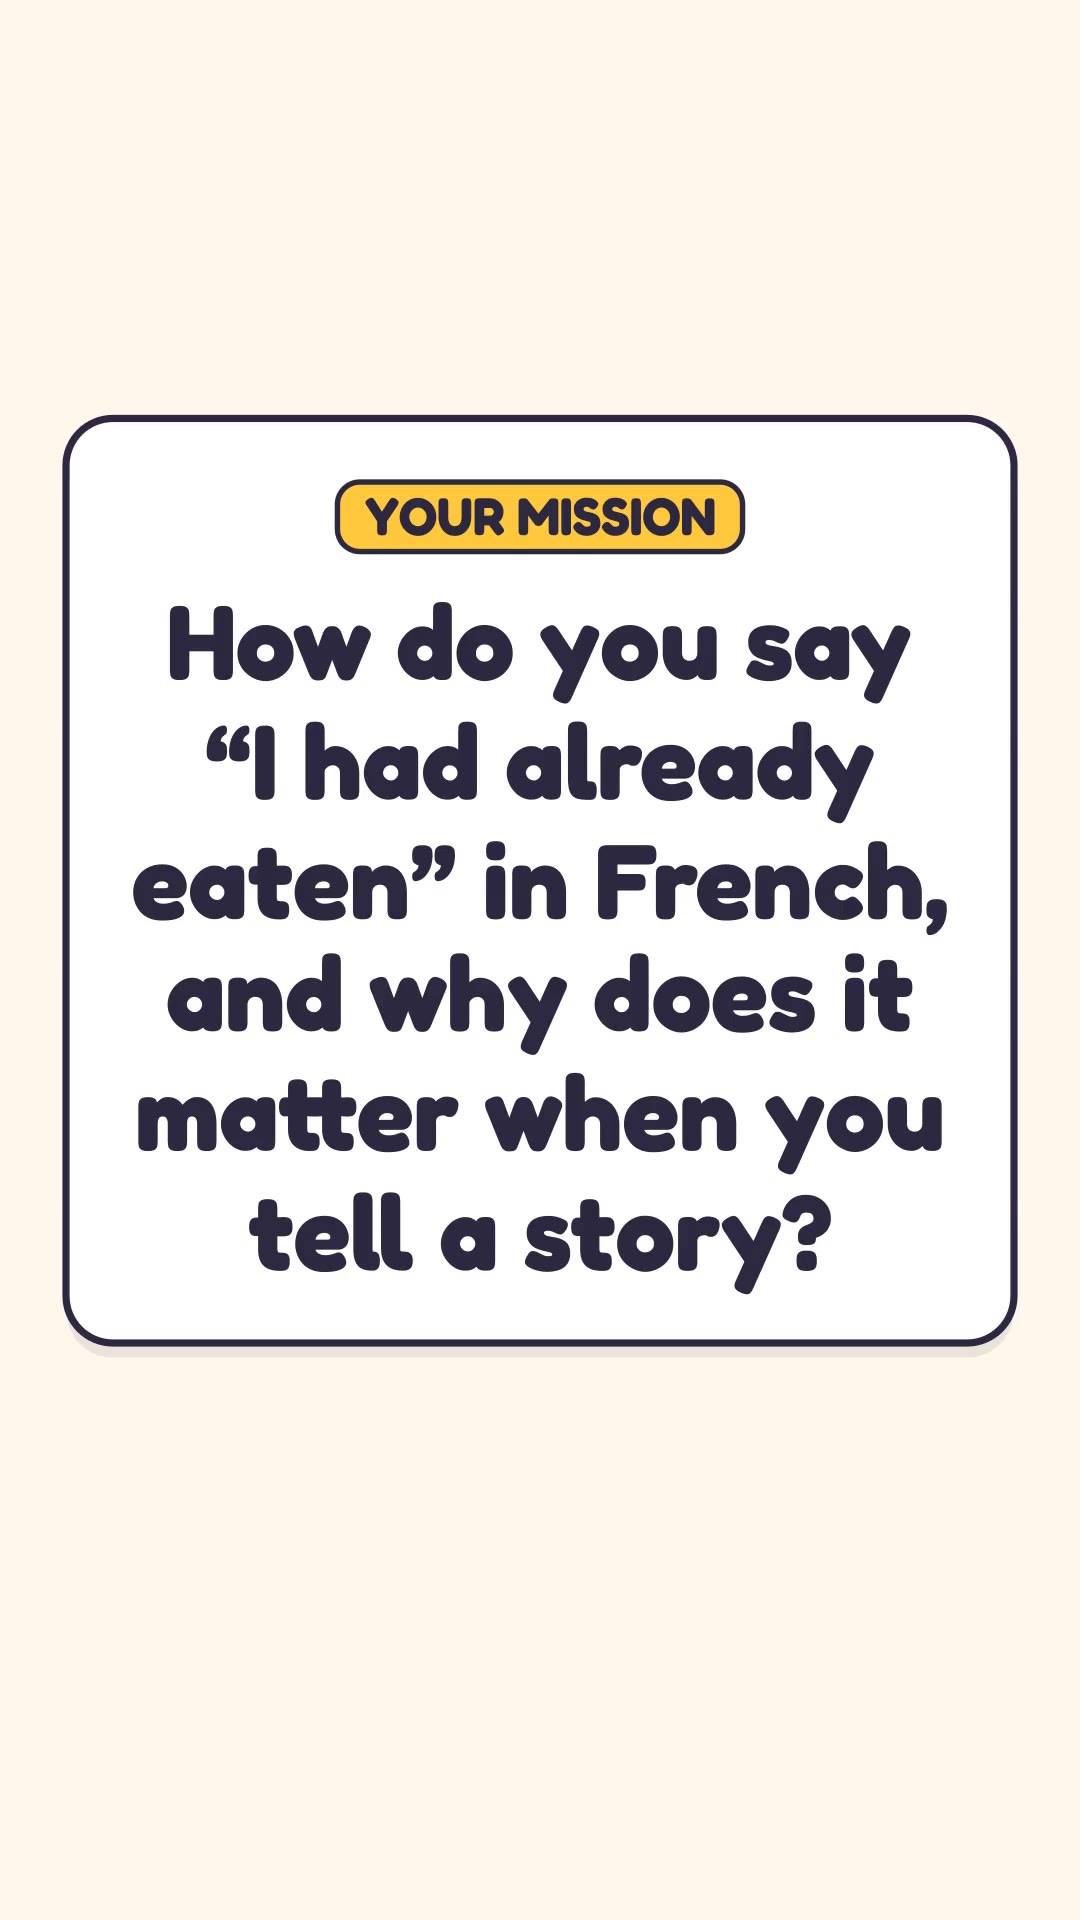 YOUR MISSION
How do you say
“I had already
eaten” in French,
and why does it
matter when you
tell a story?